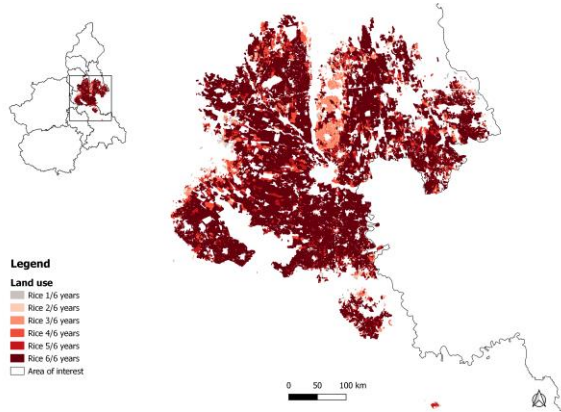 Legend
Land use
Rice 1/6 years
Rice 2/6 years
Rice 3/6 years
Rice 4/6 years
Rice 5/6 years
Rice 6/6 years
Area of interest
0 50 100 km